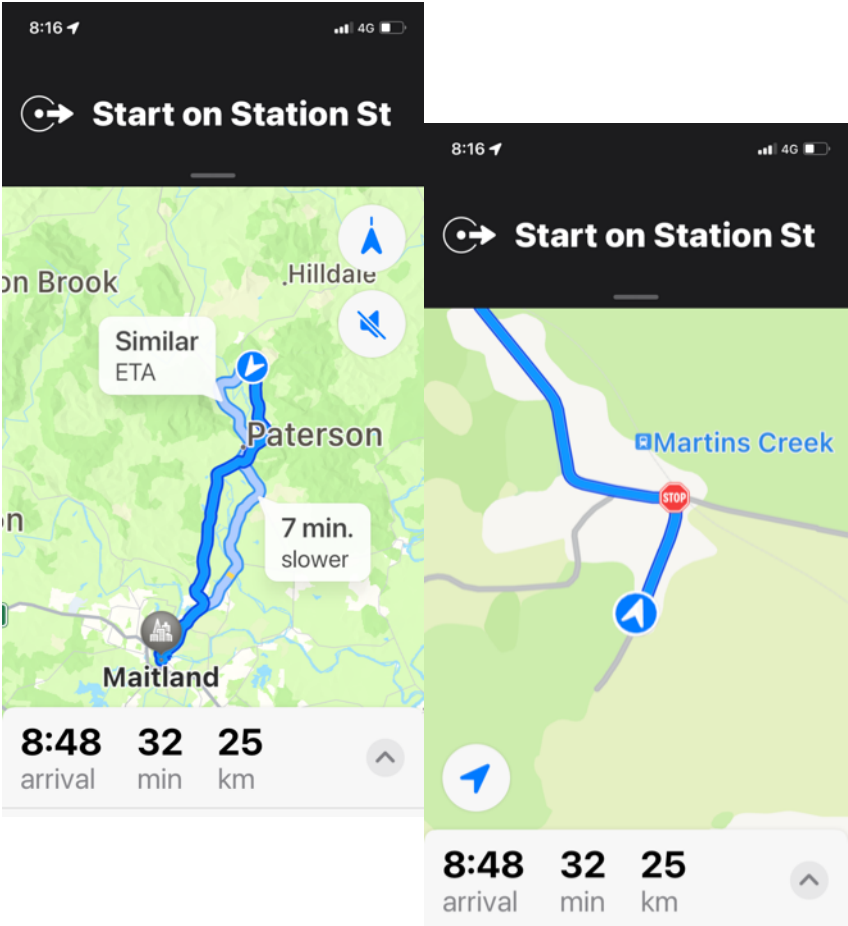 8:16
4G
Start on Station St
on Brook
.Hilldale
Similar
ETA
Paterson
on
7 min.
slower
Maitland
8:48 32 25
arrival min km
8:16
4G
Start on Station St
Martins Creek
STOP
8:48 32 25
arrival min km